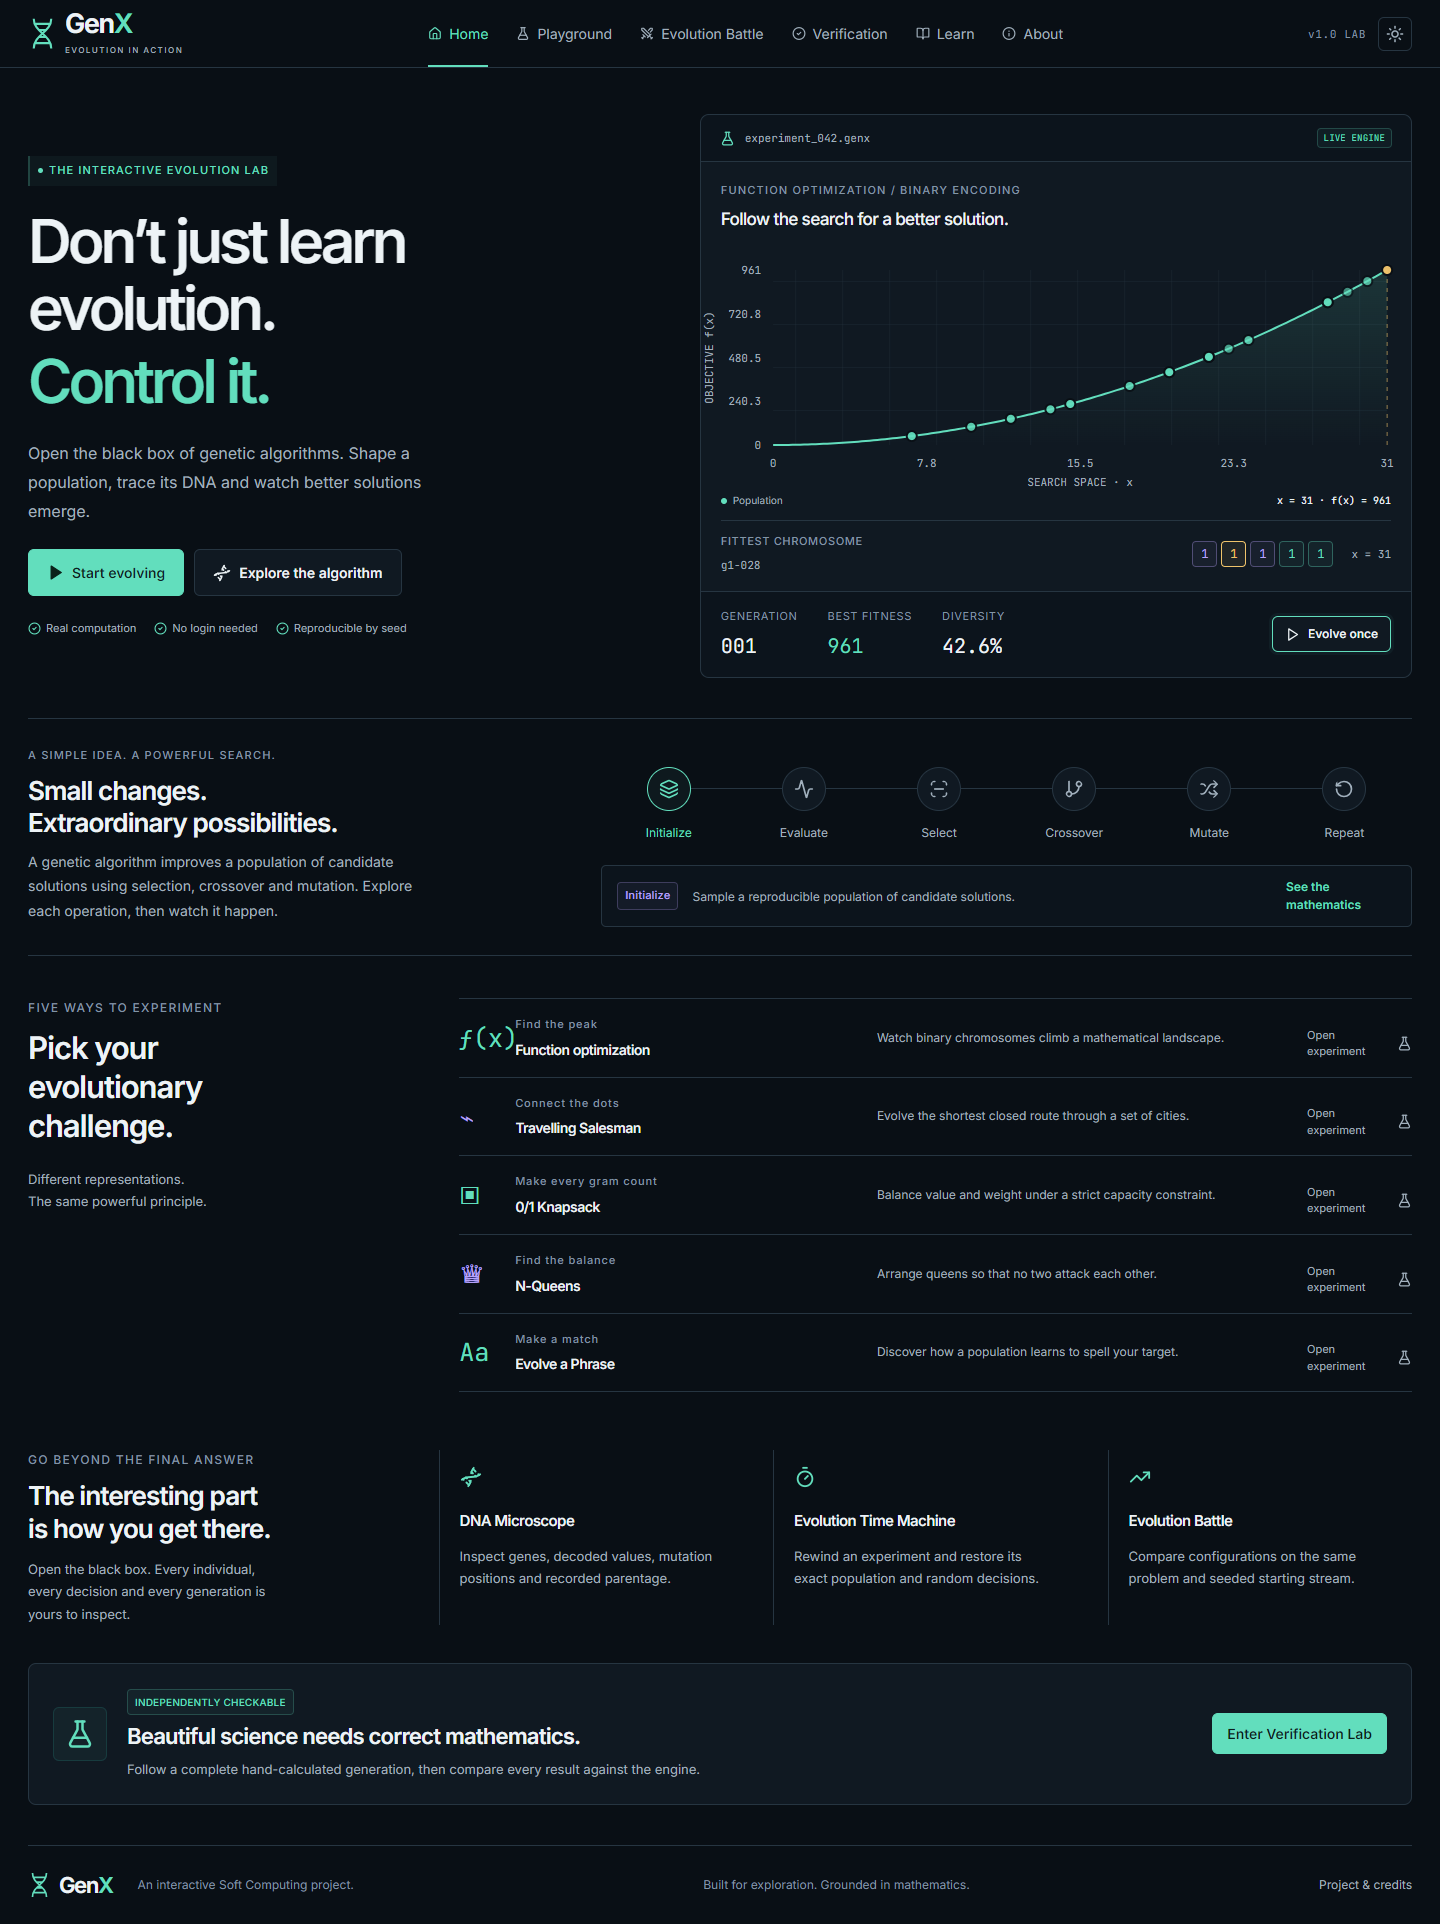 GenX
EVOLUTION IN ACTION
Home
Playground
Evolution Battle
Verification
Learn
About
v1.0 LAB
THE INTERACTIVE EVOLUTION LAB
Don't just learn
evolution.
Control it.
Open the black box of genetic algorithms. Shape a
population, trace its DNA and watch better solutions
emerge.
Start evolving
Explore the algorithm
Real computation
No login needed
Reproducible by seed
experiment_042.genx
LIVE ENGINE
FUNCTION OPTIMIZATION / BINARY ENCODING
Follow the search for a better solution.
961
720.8
480.5
240.3
0
OBJECTIVE f(x)
0
7.8
15.5
23.3
31
SEARCH SPACE · x
Population
x = 31 · f(x) = 961
FITTEST CHROMOSOME
g1-028
1 1 1 1 1
x = 31
GENERATION
001
BEST FITNESS
961
DIVERSITY
42.6%
Evolve once
A SIMPLE IDEA. A POWERFUL SEARCH.
Small changes.
Extraordinary possibilities.
A genetic algorithm improves a population of candidate
solutions using selection, crossover and mutation. Explore
each operation, then watch it happen.
Initialize
Evaluate
Select
Crossover
Mutate
Repeat
Initialize
Sample a reproducible population of candidate solutions.
See the
mathematics
FIVE WAYS TO EXPERIMENT
Pick your
evolutionary
challenge.
Different representations.
The same powerful principle.
ƒ(x)
Find the peak
Function optimization
Watch binary chromosomes climb a mathematical landscape.
Open
experiment
Connect the dots
Travelling Salesman
Evolve the shortest closed route through a set of cities.
Open
experiment
Make every gram count
0/1 Knapsack
Balance value and weight under a strict capacity constraint.
Open
experiment
Find the balance
N-Queens
Arrange queens so that no two attack each other.
Open
experiment
Aa
Make a match
Evolve a Phrase
Discover how a population learns to spell your target.
Open
experiment
GO BEYOND THE FINAL ANSWER
The interesting part
is how you get there.
Open the black box. Every individual,
every decision and every generation is
yours to inspect.
DNA Microscope
Inspect genes, decoded values, mutation
positions and recorded parentage.
Evolution Time Machine
Rewind an experiment and restore its
exact population and random decisions.
Evolution Battle
Compare configurations on the same
problem and seeded starting stream.
INDEPENDENTLY CHECKABLE
Beautiful science needs correct mathematics.
Follow a complete hand-calculated generation, then compare every result against the engine.
Enter Verification Lab
GenX
An interactive Soft Computing project.
Built for exploration. Grounded in mathematics.
Project & credits